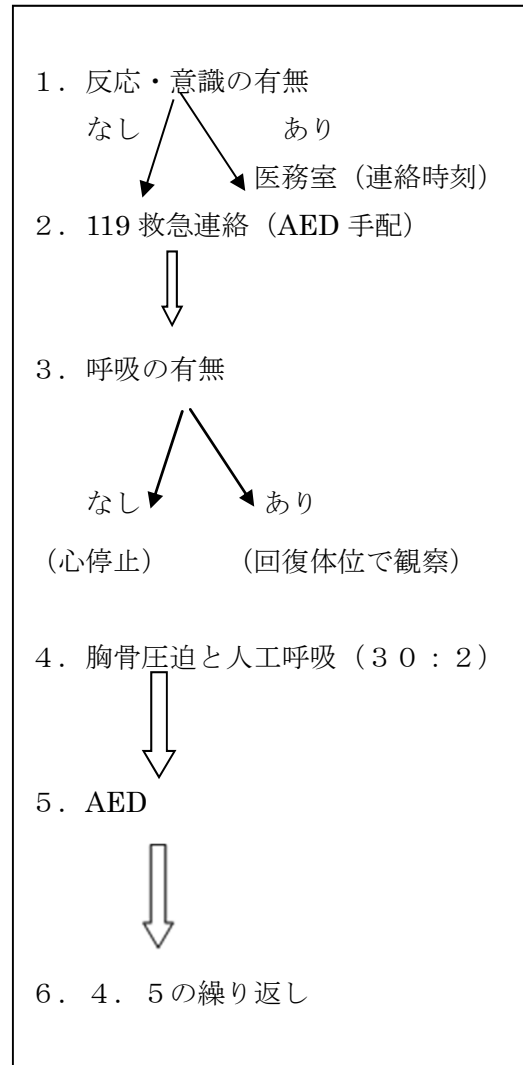 １．反応・意識の有無
なし　あり
医務室（連絡時刻）
２．119 救急連絡（AED 手配）
３．呼吸の有無
なし　あり
（心停止）　（回復体位で観察）
４．胸骨圧迫と人工呼吸（３０：２）
５．AED
６．４．５の繰り返し